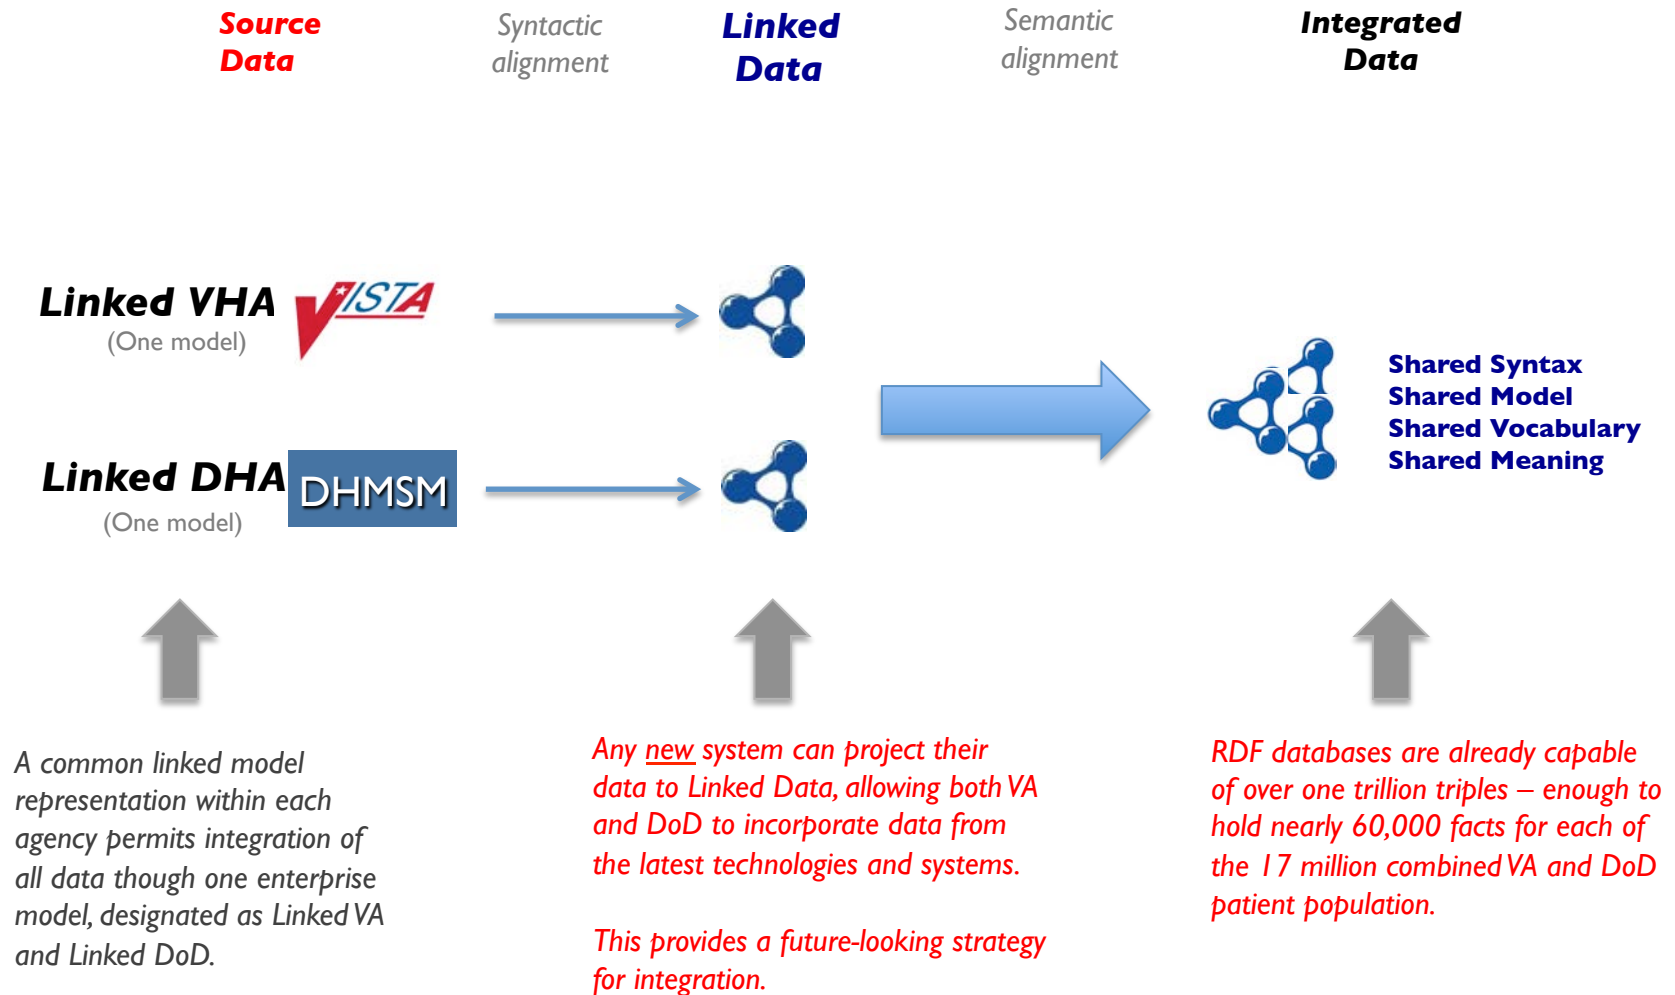 Source
Data
Syntactic
alignment
Linked
Data
Semantic
alignment
Integrated
Data
Linked VHA
(One model)
VISTA
Linked DHA
(One model)
DHMSM
Shared Syntax
Shared Model
Shared Vocabulary
Shared Meaning
A common linked model
representation within each
agency permits integration of
all data though one enterprise
model, designated as Linked VA
and Linked DoD.
Any new system can project their
data to Linked Data, allowing both VA
and DoD to incorporate data from
the latest technologies and systems.
This provides a future-looking strategy
for integration.
RDF databases are already capable
of over one trillion triples – enough to
hold nearly 60,000 facts for each of
the 17 million combined VA and DoD
patient population.